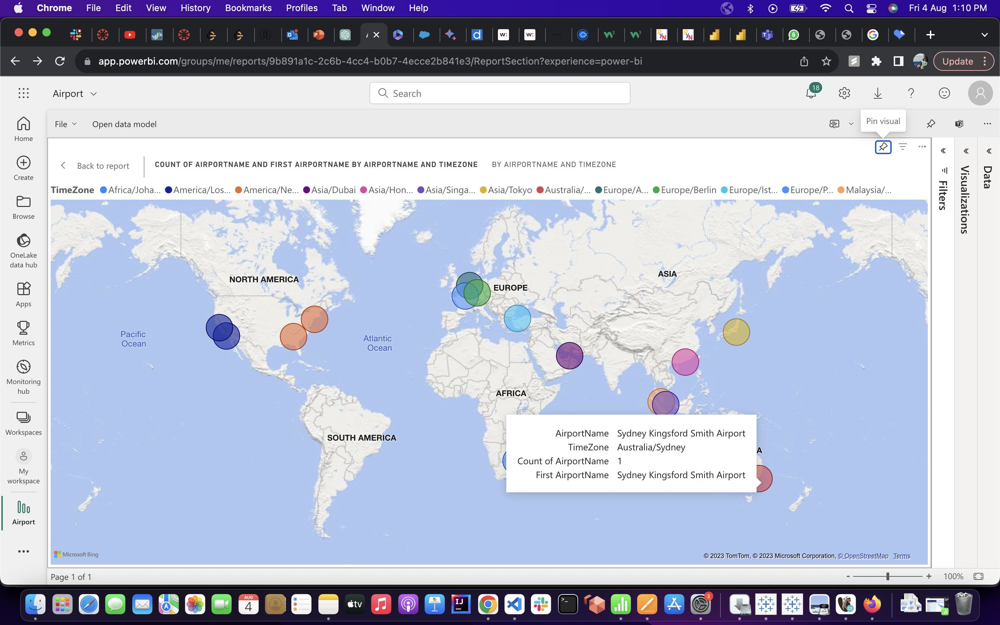 Chrome File Edit View History Bookmarks Profiles Tab Window Help Fri 4 Aug 1:10 PM
app.powerbi.com/groups/me/reports/9b891a1c-2c6b-4cc4-b0b7-4ecce2b841e3/ReportSection?experience=power-bi Update
Airport Search 18
File Open data model Pin visual
Home
Create
Browse
OneLake
data hub
Apps
Metrics
Monitoring
hub
Workspaces
My
workspace
Airport
Back to report COUNT OF AIRPORTNAME AND FIRST AIRPORTNAME BY AIRPORTNAME AND TIMEZONE BY AIRPORTNAME AND TIMEZONE
TimeZone Africa/Joha... America/Los... America/Ne... Asia/Dubai Asia/Hon... Asia/Singa... Asia/Tokyo Australia/... Europe/A... Europe/Berlin Europe/Ist... Europe/P... Malaysia/...
NORTH AMERICA
ASIA
EUROPE
Pacific
Ocean
Atlantic
Ocean
AFRICA
SOUTH AMERICA
A
AirportName Sydney Kingsford Smith Airport
TimeZone Australia/Sydney
Count of AirportName 1
First AirportName Sydney Kingsford Smith Airport
Microsoft Bing
© 2023 TomTom, © 2023 Microsoft Corporation, © OpenStreetMap Terms
Filters
Visualizations
Data
Page 1 of 1
- + 100%
AUG
4
tv
IJ
2
CE